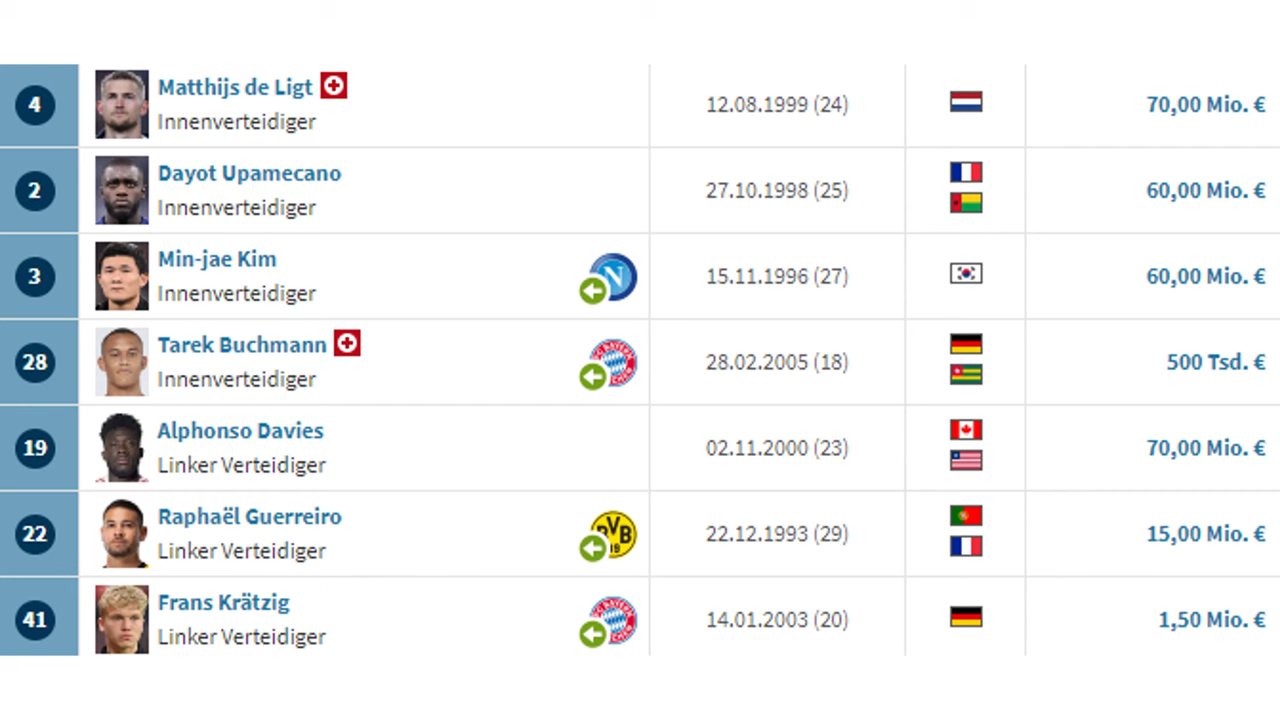 4
Matthijs de Ligt
Innenverteidiger
12.08.1999 (24)
70,00 Mio. €
2
Dayot Upamecano
Innenverteidiger
27.10.1998 (25)
60,00 Mio. €
3
Min-jae Kim
Innenverteidiger
N
15.11.1996 (27)
60,00 Mio. €
28
Tarek Buchmann
Innenverteidiger
28.02.2005 (18)
500 Tsd. €
19
Alphonso Davies
Linker Verteidiger
02.11.2000 (23)
70,00 Mio. €
22
Raphaël Guerreiro
Linker Verteidiger
BVB
09
22.12.1993 (29)
15,00 Mio. €
41
Frans Krätzig
Linker Verteidiger
14.01.2003 (20)
1,50 Mio. €